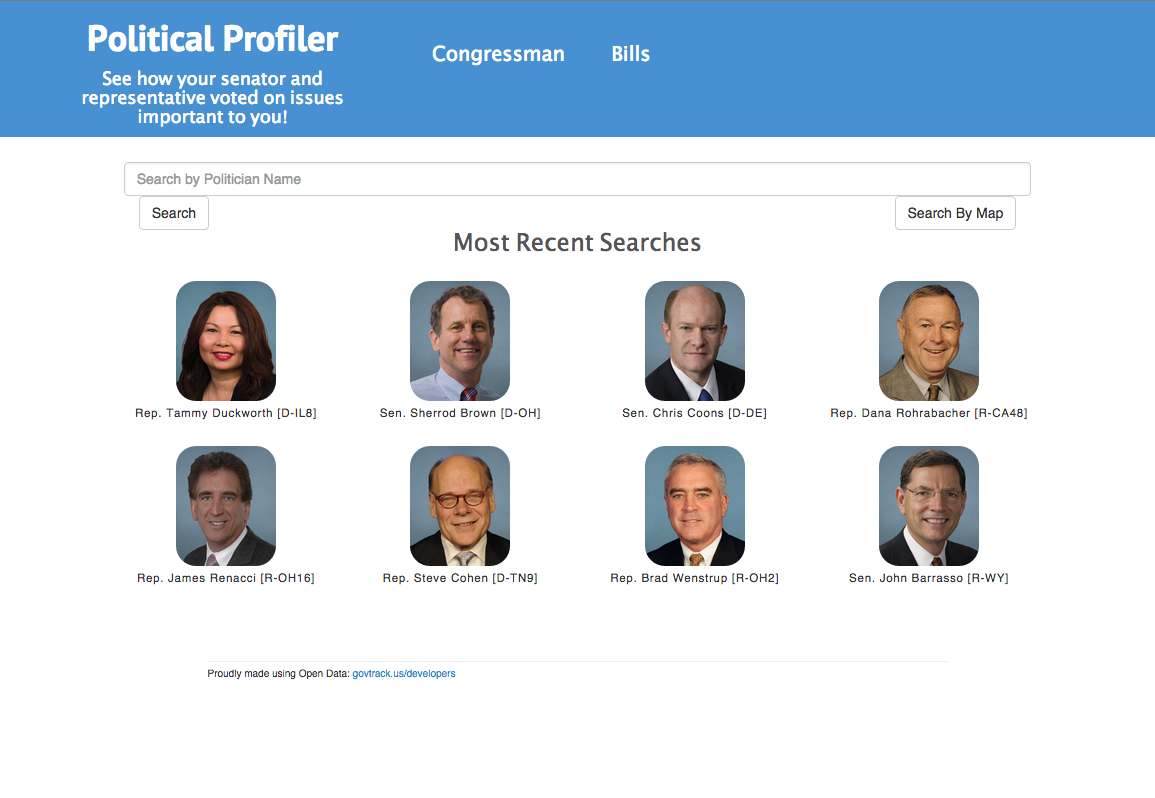 Political Profiler
See how your senator and
representative voted on issues
important to you!
Congressman
Bills
Search by Politician Name
Search
Search By Map
Most Recent Searches
Rep. Tammy Duckworth [D-IL8]
Sen. Sherrod Brown [D-OH]
Sen. Chris Coons [D-DE]
Rep. Dana Rohrabacher [R-CA48]
Rep. James Renacci [R-OH16]
Rep. Steve Cohen [D-TN9]
Rep. Brad Wenstrup [R-OH2]
Sen. John Barrasso [R-WY]
Proudly made using Open Data: govtrack.us/developers